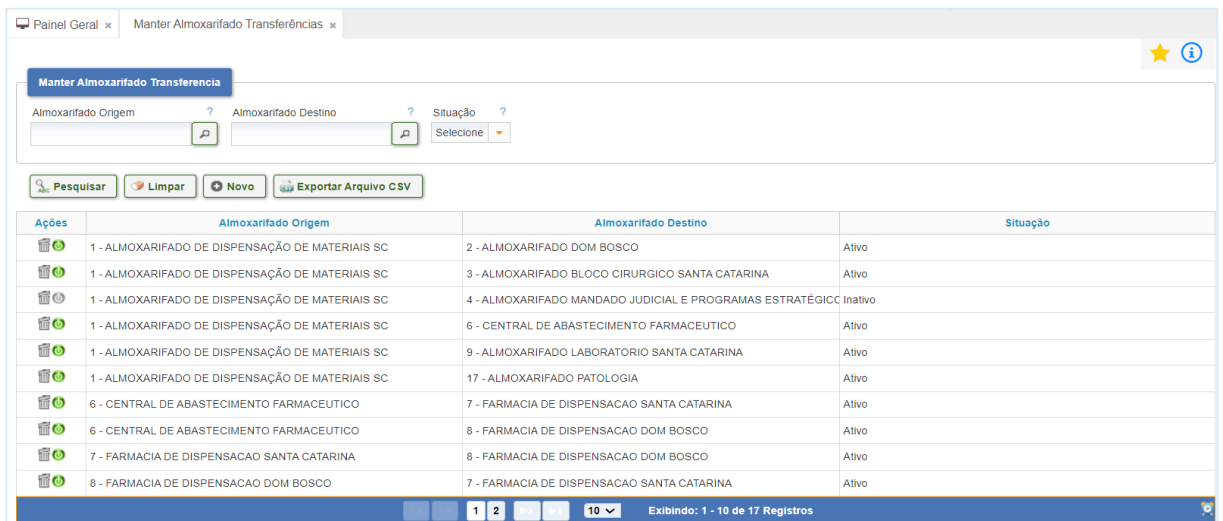 Painel Geral × Manter Almoxarifado Transferências ×
Manter Almoxarifado Transferencia
Almoxarifado Origem ? Almoxarifado Destino ? Situação ?
Selecione
Pesquisar Limpar Novo Exportar Arquivo CSV
Ações Almoxarifado Origem Almoxarifado Destino Situação
1 - ALMOXARIFADO DE DISPENSAÇÃO DE MATERIAIS SC 2 - ALMOXARIFADO DOM BOSCO Ativo
1 - ALMOXARIFADO DE DISPENSAÇÃO DE MATERIAIS SC 3 - ALMOXARIFADO BLOCO CIRURGICO SANTA CATARINA Ativo
1 - ALMOXARIFADO DE DISPENSAÇÃO DE MATERIAIS SC 4 - ALMOXARIFADO MANDADO JUDICIAL E PROGRAMAS ESTRATÉGICO Inativo
1 - ALMOXARIFADO DE DISPENSAÇÃO DE MATERIAIS SC 6 - CENTRAL DE ABASTECIMENTO FARMACEUTICO Ativo
1 - ALMOXARIFADO DE DISPENSAÇÃO DE MATERIAIS SC 9 - ALMOXARIFADO LABORATORIO SANTA CATARINA Ativo
1 - ALMOXARIFADO DE DISPENSAÇÃO DE MATERIAIS SC 17 - ALMOXARIFADO PATOLOGIA Ativo
6 - CENTRAL DE ABASTECIMENTO FARMACEUTICO 7 - FARMACIA DE DISPENSACAO SANTA CATARINA Ativo
6 - CENTRAL DE ABASTECIMENTO FARMACEUTICO 8 - FARMACIA DE DISPENSACAO DOM BOSCO Ativo
7 - FARMACIA DE DISPENSACAO SANTA CATARINA 8 - FARMACIA DE DISPENSACAO DOM BOSCO Ativo
8 - FARMACIA DE DISPENSACAO DOM BOSCO 7 - FARMACIA DE DISPENSACAO SANTA CATARINA Ativo
1 2 10 Exibindo: 1 - 10 de 17 Registros